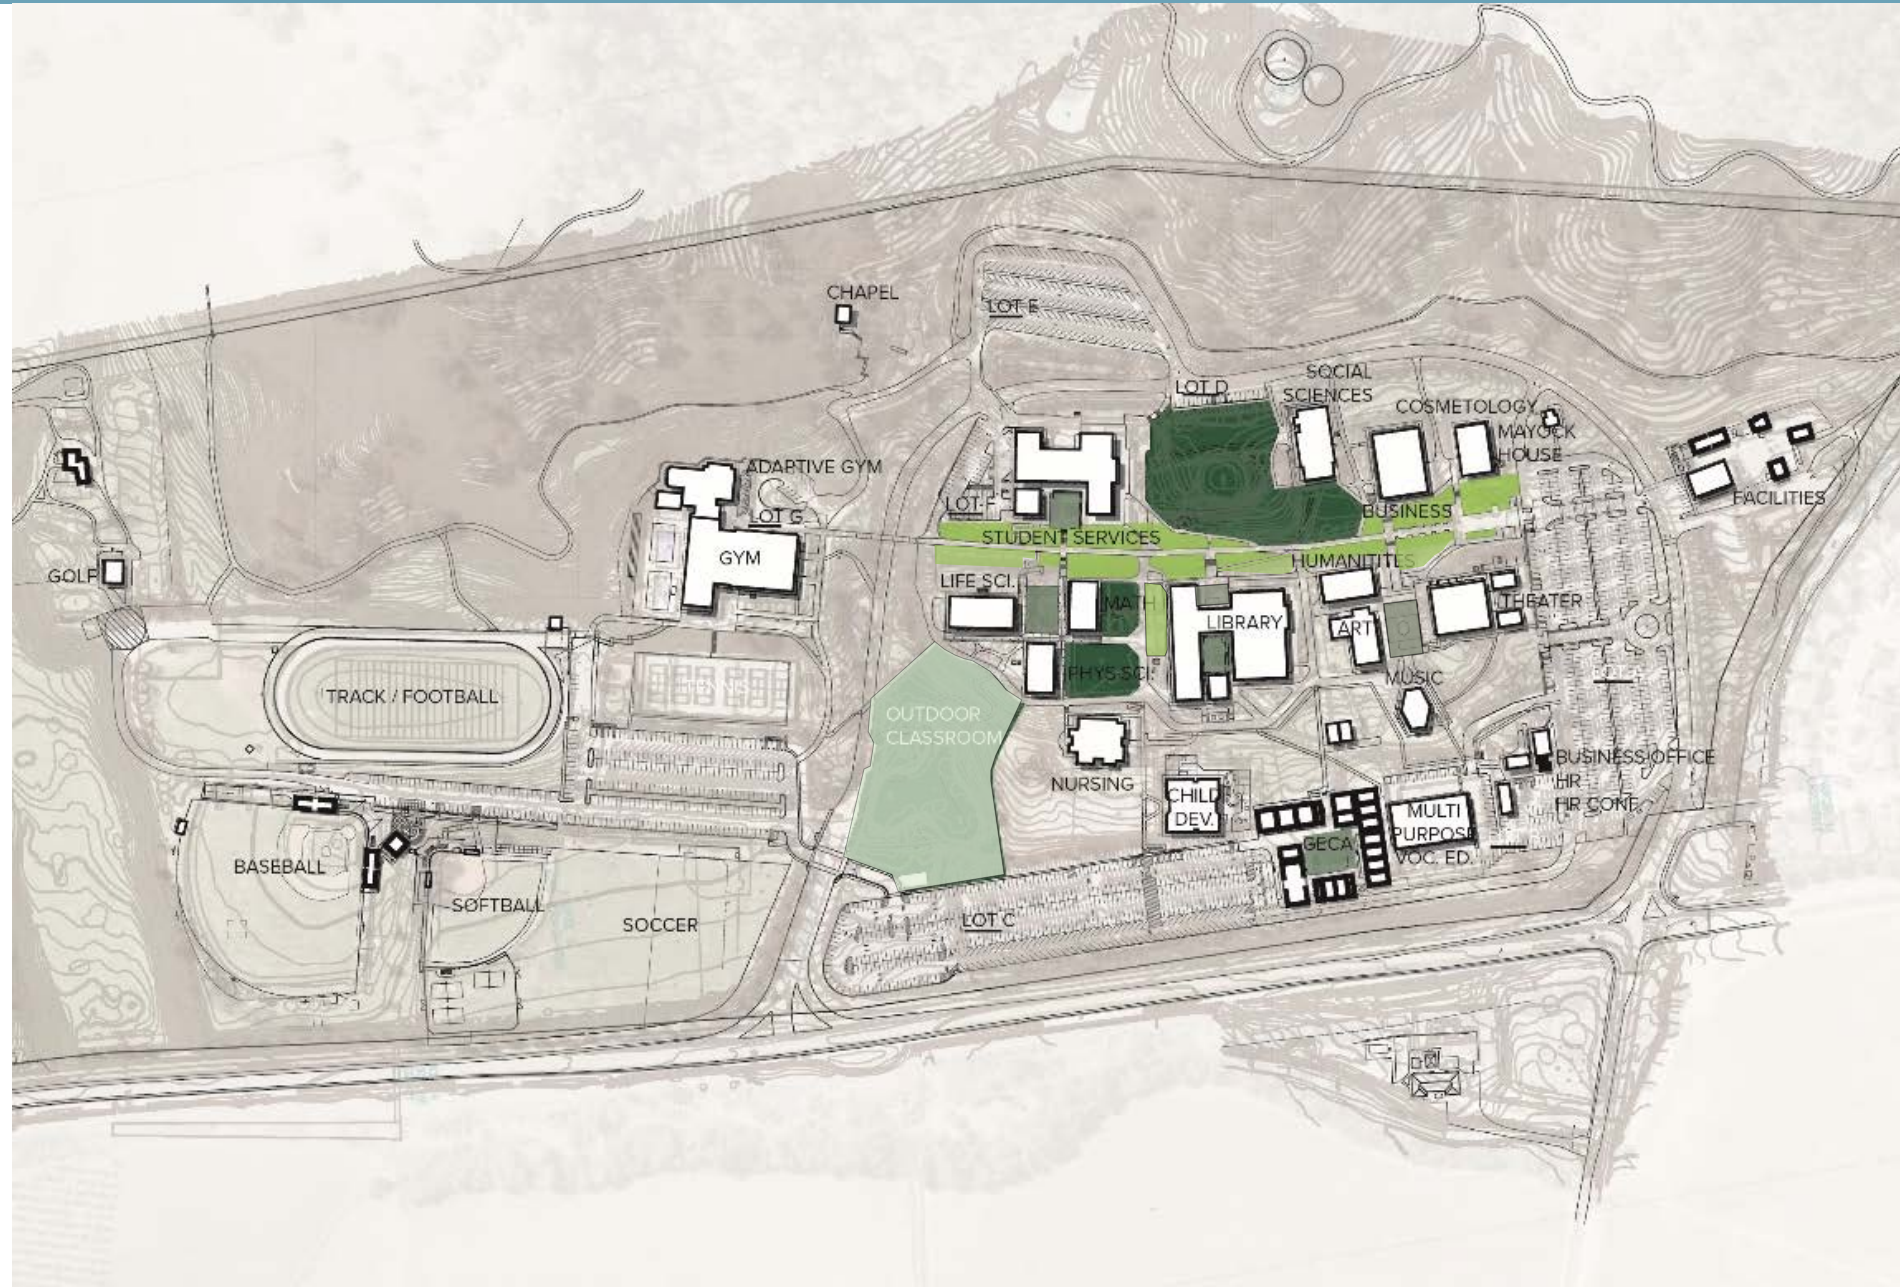 CHAPEL
LOT E
SOCIAL
SCIENCES
LOT D
COSMETOLOGY
MAYOCK
HOUSE
ADAPTIVE GYM
LOT F
LOT G
FACILITIES
BUSINESS
STUDENT SERVICES
GYM
HUMANITITES
GOLF
LIFE SCI.
MATH
LIBRARY
THEATER
ART
PHYS SCI.
MUSIC
TRACK / FOOTBALL
TENNIS
OUTDOOR
CLASSROOM
NURSING
BUSINESS OFFICE
HR
HR CONF.
CHILD
DEV.
MULTI
PURPOSE
GECA
VOC. ED.
BASEBALL
SOFTBALL
SOCCER
LOT C